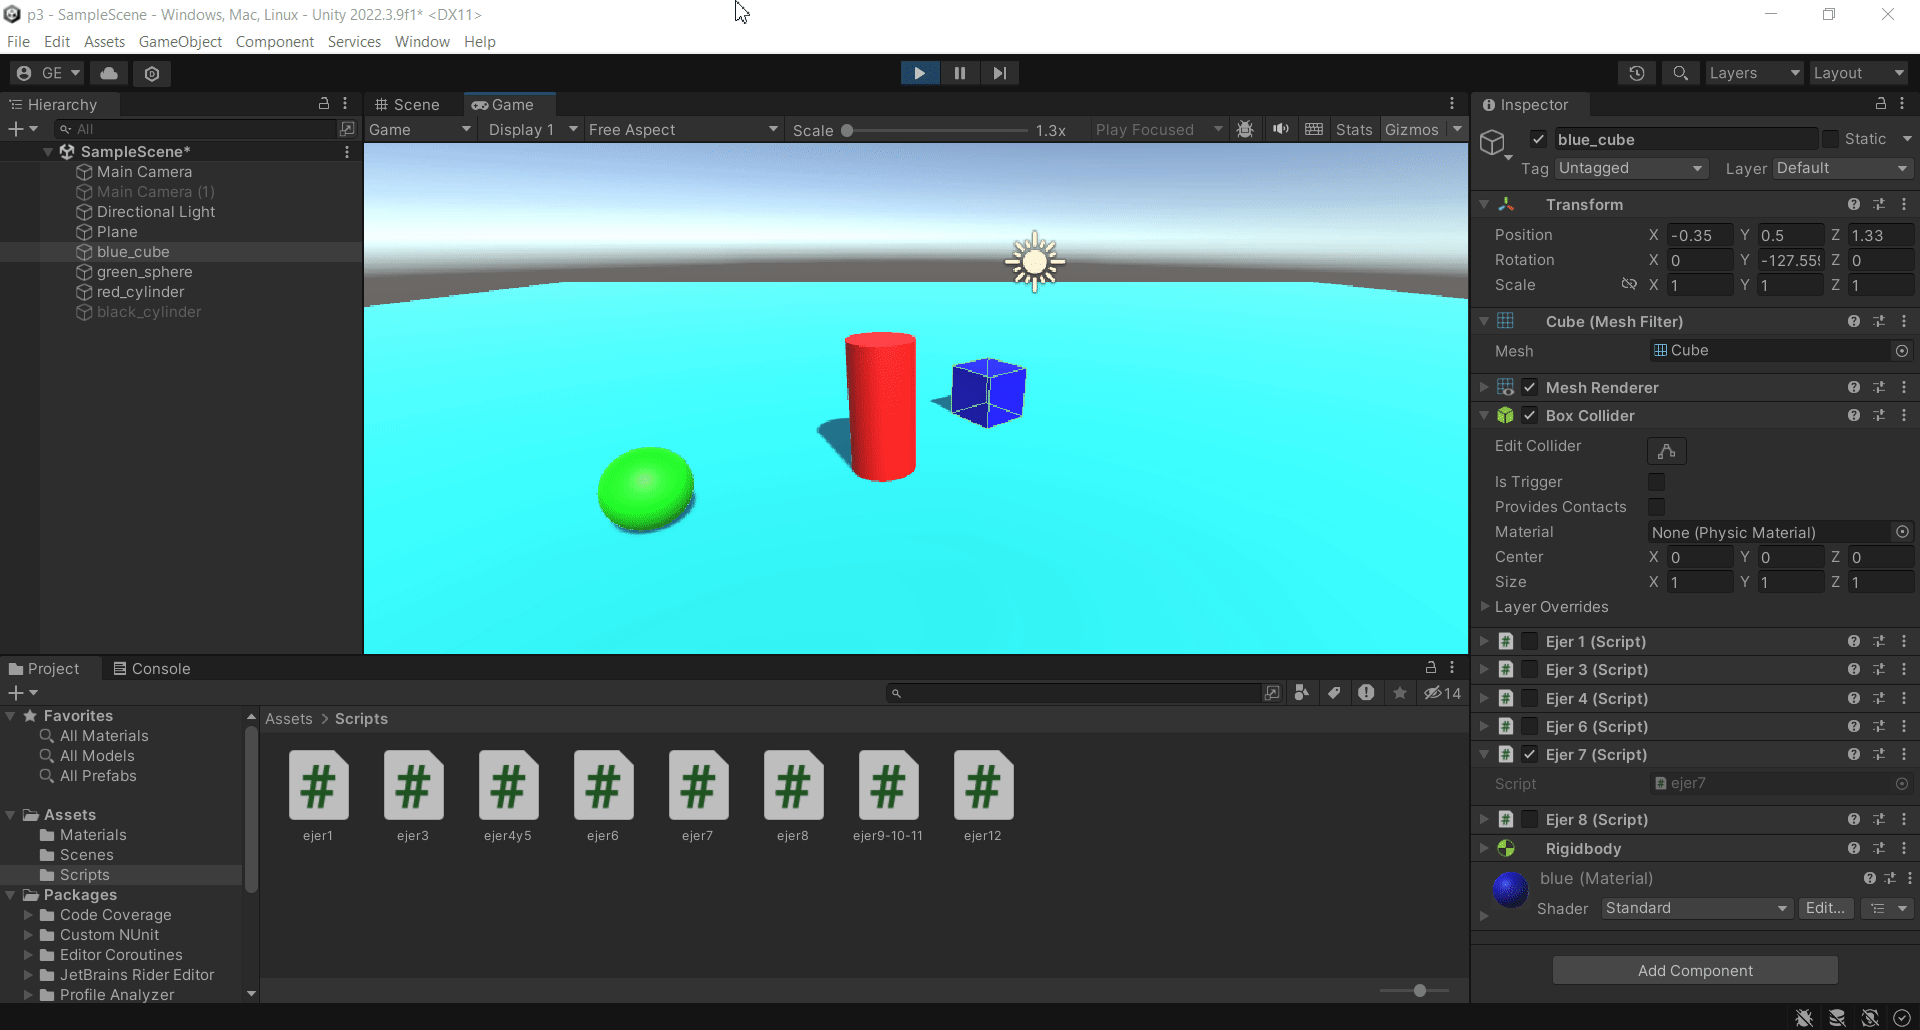 p3 - SampleScene - Windows, Mac, Linux - Unity 2022.3.9f1* <DX11>
File Edit Assets GameObject Component Services Window Help
GE Layers Layout
Hierarchy
All
SampleScene*
Main Camera
Main Camera (1)
Directional Light
Plane
blue_cube
green_sphere
red_cylinder
black_cylinder
Scene Game
Game Display 1 Free Aspect Scale 1.3x Play Focused Stats Gizmos
Inspector
blue_cube Static
Tag Untagged Layer Default
Transform
Position X -0.35 Y 0.5 Z 1.33
Rotation X 0 Y -127.559 Z 0
Scale X 1 Y 1 Z 1
Cube (Mesh Filter)
Mesh Cube
Mesh Renderer
Box Collider
Edit Collider
Is Trigger
Provides Contacts
Material None (Physic Material)
Center X 0 Y 0 Z 0
Size X 1 Y 1 Z 1
Layer Overrides
# Ejer 1 (Script)
# Ejer 3 (Script)
# Ejer 4 (Script)
# Ejer 6 (Script)
# Ejer 7 (Script)
Script # ejer7
# Ejer 8 (Script)
Rigidbody
blue (Material)
Shader Standard Edit...
Add Component
Project Console
14
Favorites
All Materials
All Models
All Prefabs
Assets
Materials
Scenes
Scripts
Packages
Code Coverage
Custom NUnit
Editor Coroutines
JetBrains Rider Editor
Profile Analyzer
Assets > Scripts
# # # # # # # #
ejer1 ejer3 ejer4y5 ejer6 ejer7 ejer8 ejer9-10-11 ejer12